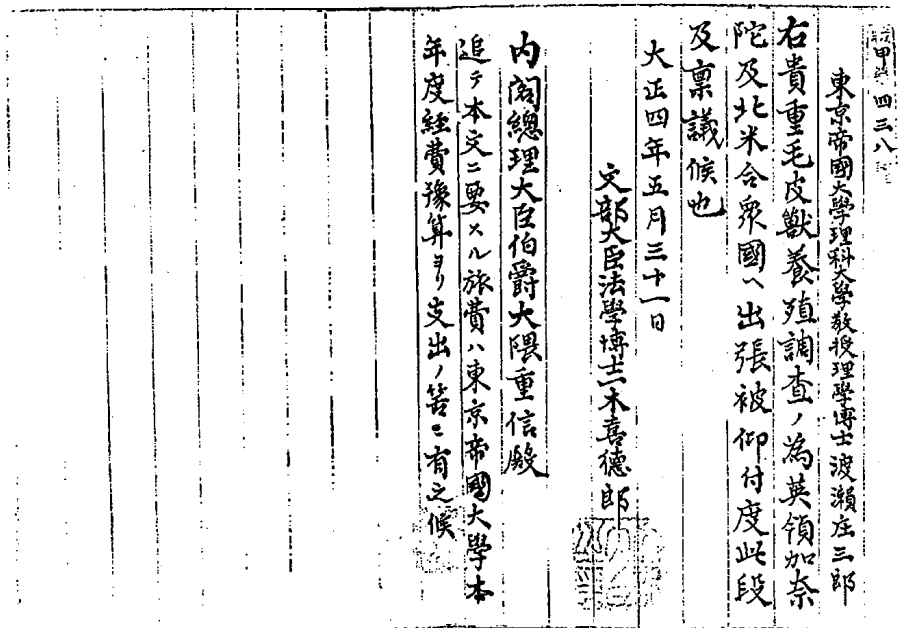 甲第四三八
東京帝國大學理科大學教授理學博士渡瀨庄三郎
右貴重毛皮獸養殖調査ノ為英領加奈
陀及北米合衆國ヘ出張被仰付度此段
及稟議候也
大正四年五月三十一日
文部大臣法學博士一木喜德郎
内閣總理大臣伯爵大隈重信殿
追テ本文ニ要スル旅費ハ東京帝國大學本
年度経費豫算ヨリ支出ノ筈ニ有之候